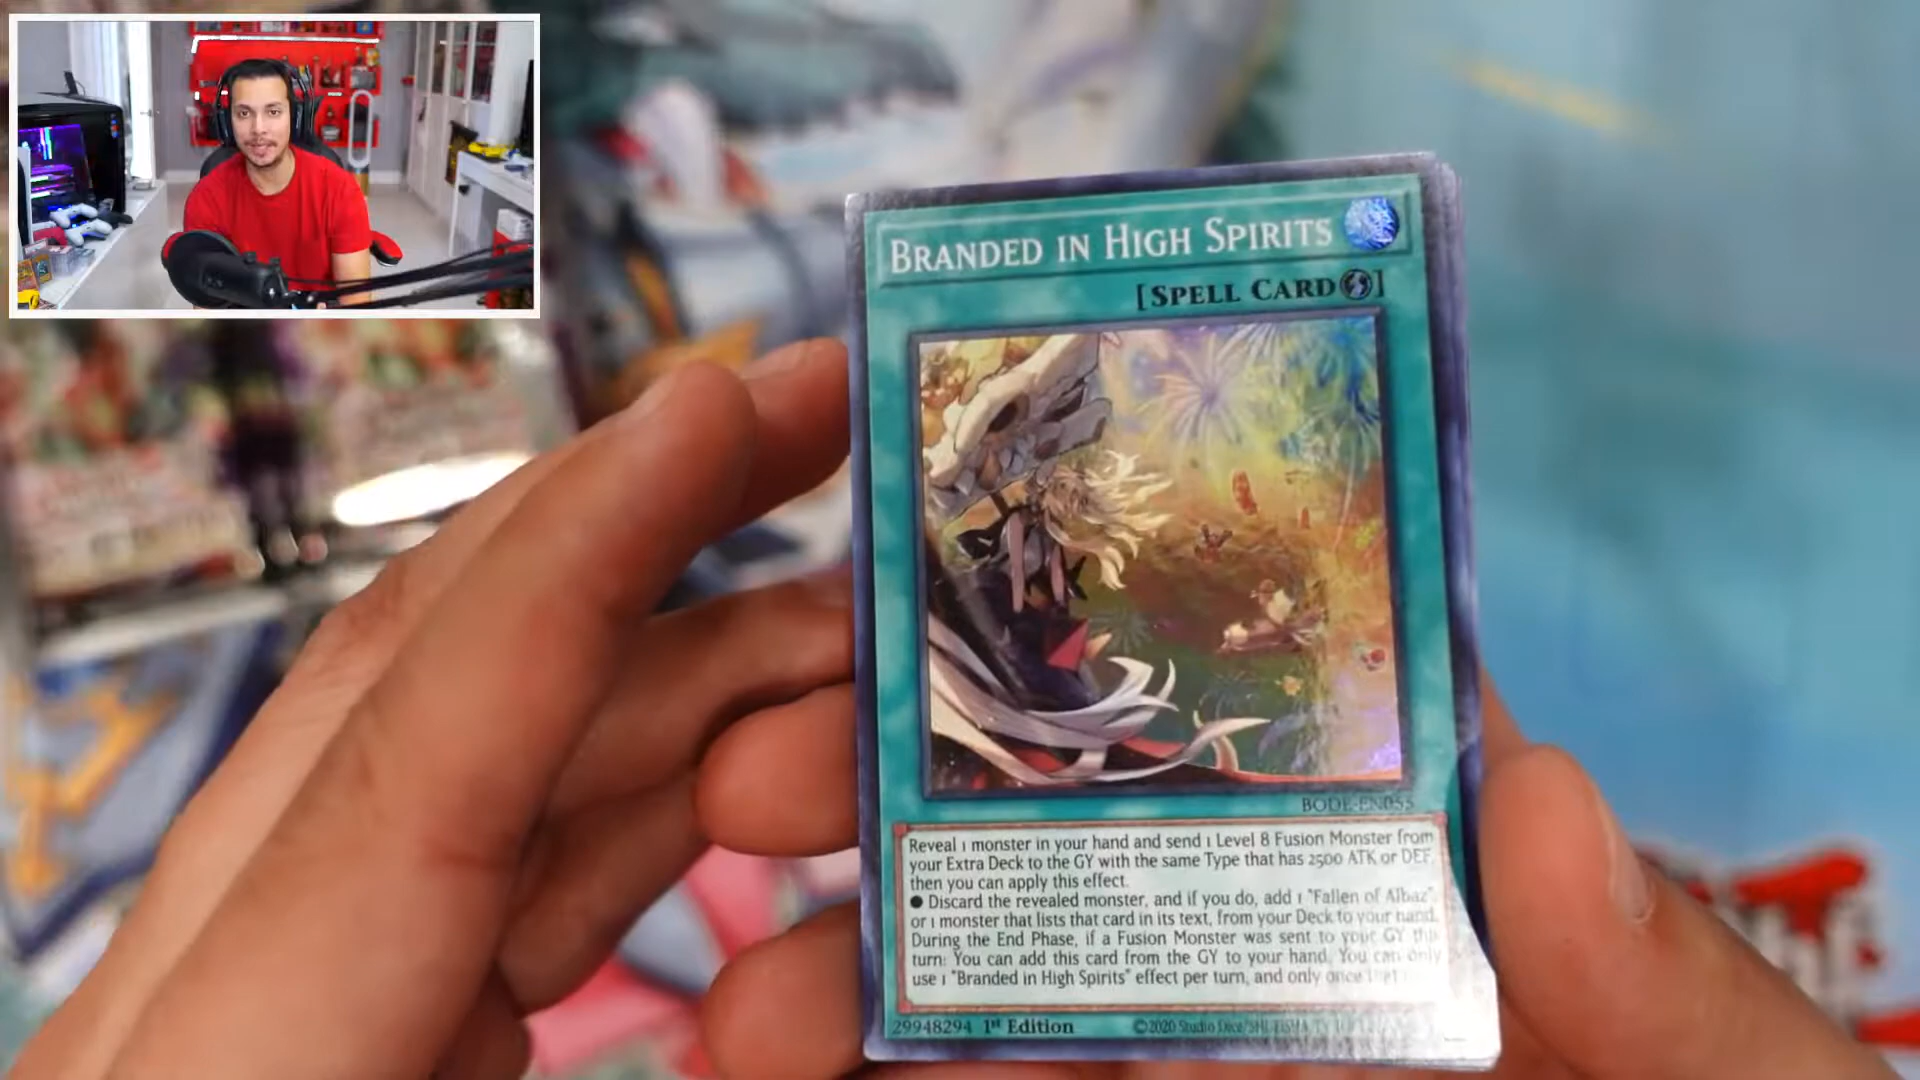 BRANDED IN HIGH SPIRITS
[SPELL CARD]
BODE-EN055
Reveal 1 monster in your hand and send 1 Level 8 Fusion Monster from
your Extra Deck to the GY with the same Type that has 2500 ATK or DEF,
then you can apply this effect.
● Discard the revealed monster, and if you do, add 1 "Fallen of Albaz",
or 1 monster that lists that card in its text, from your Deck to your hand.
During the End Phase, if a Fusion Monster was sent to your GY this
turn: You can add this card from the GY to your hand. You can only
use 1 "Branded in High Spirits" effect per turn, and only once that
29948294 1st Edition
©2020 Studio Dice/SHUEISHA, TV